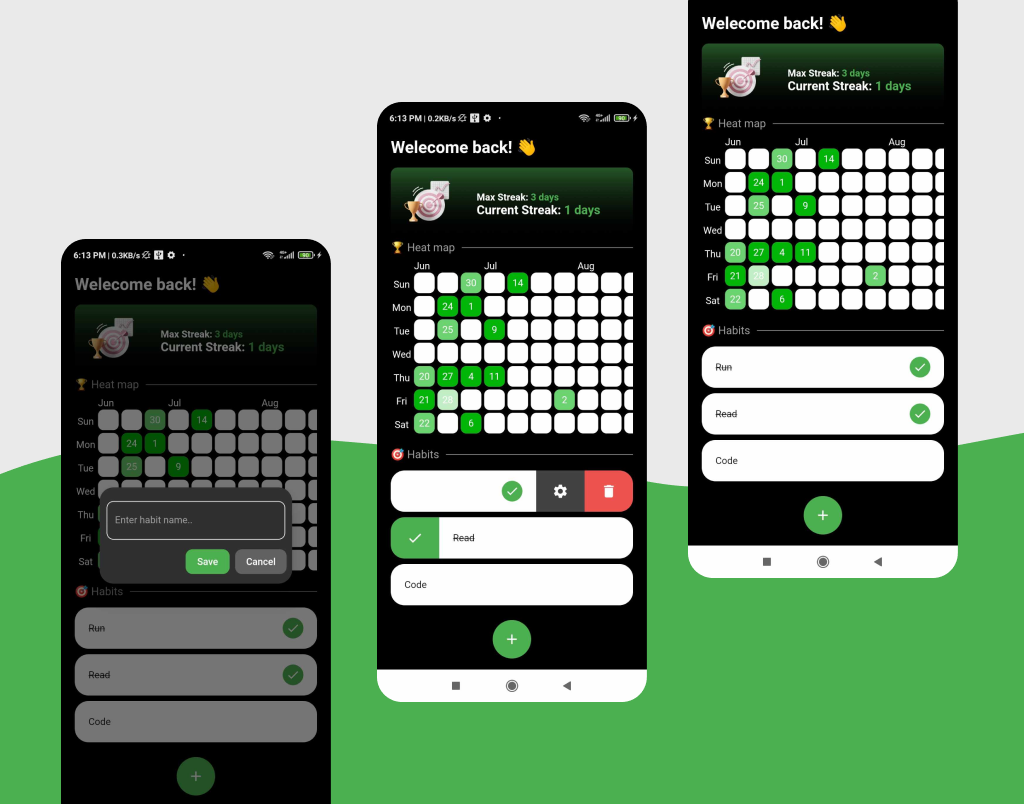 6:13 PM | 0.3KB/s
Welecome back! 👋
Max Streak: 3 days
Current Streak: 1 days
Heat map
Jun Jul Aug
Sun 30 14
Mon 24 1
Tue 25 9
Wed
Thu
Fri
Sat
Enter habit name..
Save Cancel
Habits
Run
Read
Code
+
6:13 PM | 0.2KB/s
90
Welecome back! 👋
Max Streak: 3 days
Current Streak: 1 days
Heat map
Jun Jul Aug
Sun 30 14
Mon 24 1
Tue 25 9
Wed
Thu 20 27 4 11
Fri 21 28 2
Sat 22 6
Habits
Read
Code
+
Welecome back! 👋
Max Streak: 3 days
Current Streak: 1 days
Heat map
Jun Jul Aug
Sun 30 14
Mon 24 1
Tue 25 9
Wed
Thu 20 27 4 11
Fri 21 28 2
Sat 22 6
Habits
Run
Read
Code
+